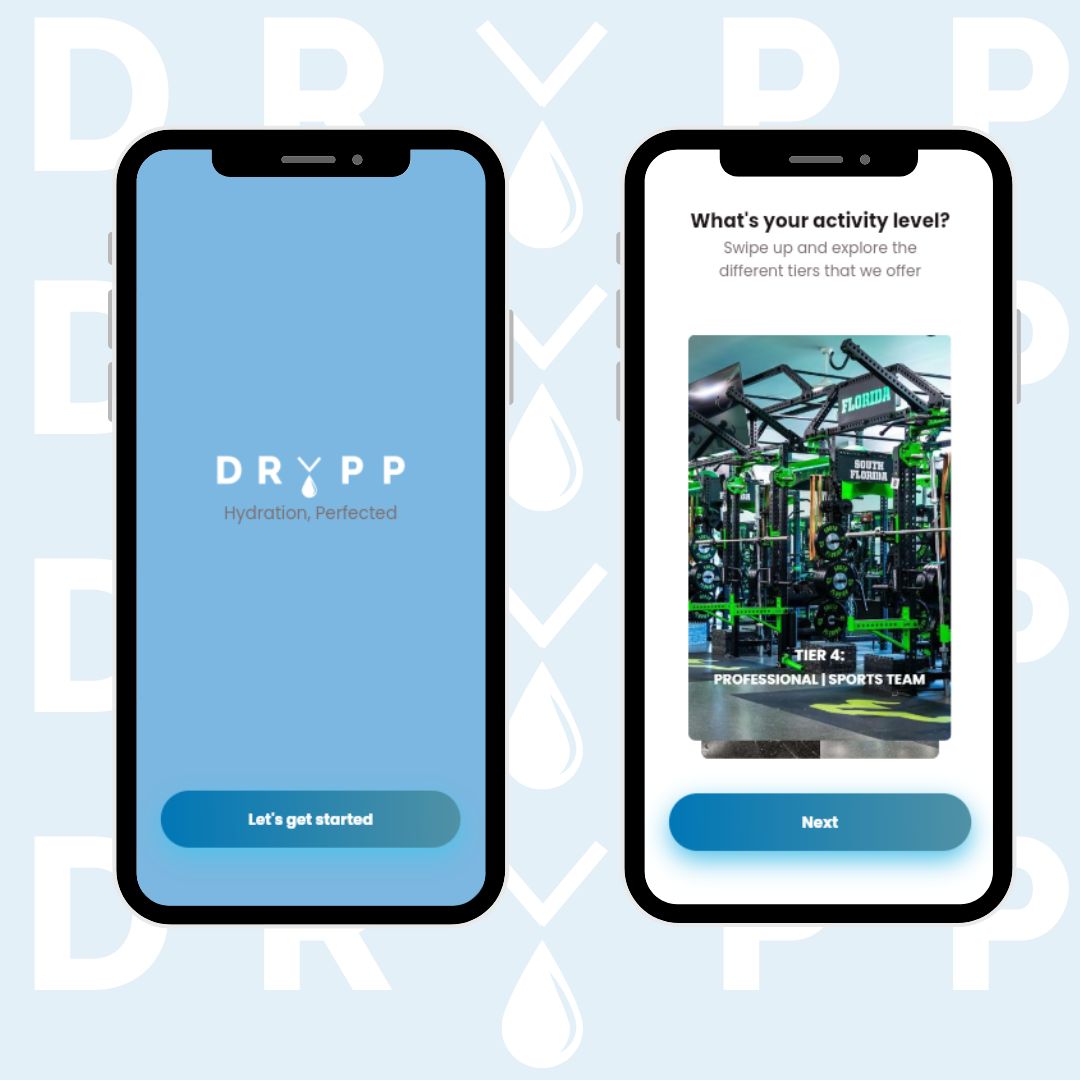 DRYPP
DRYPP
Hydration, Perfected
Let's get started
What's your activity level?
Swipe up and explore the
different tiers that we offer
FLORIDA
SOUTH
FLORIDA
TIER 4:
PROFESSIONAL | SPORTS TEAM
Next